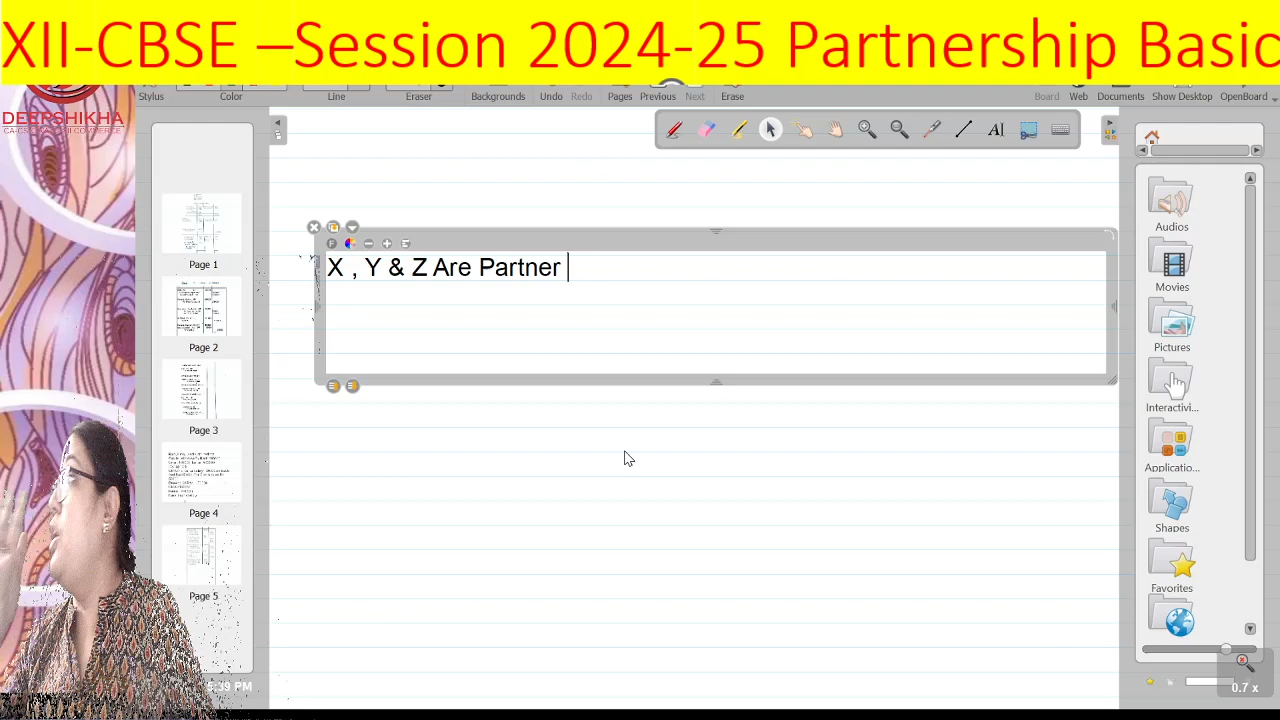 XII-CBSE –Session 2024-25 Partnership Basic
DEEPSHIKHA
Stylus Color Line Eraser Backgrounds Undo Redo Pages Previous Next Erase Board Web Documents Show Desktop OpenBoard
X , Y & Z Are Partner
Page 1
Page 2
Page 3
Page 4
Page 5
Audios
Movies
Pictures
Interactivi...
Applicatio...
Shapes
Favorites
:39 PM
0.7 x